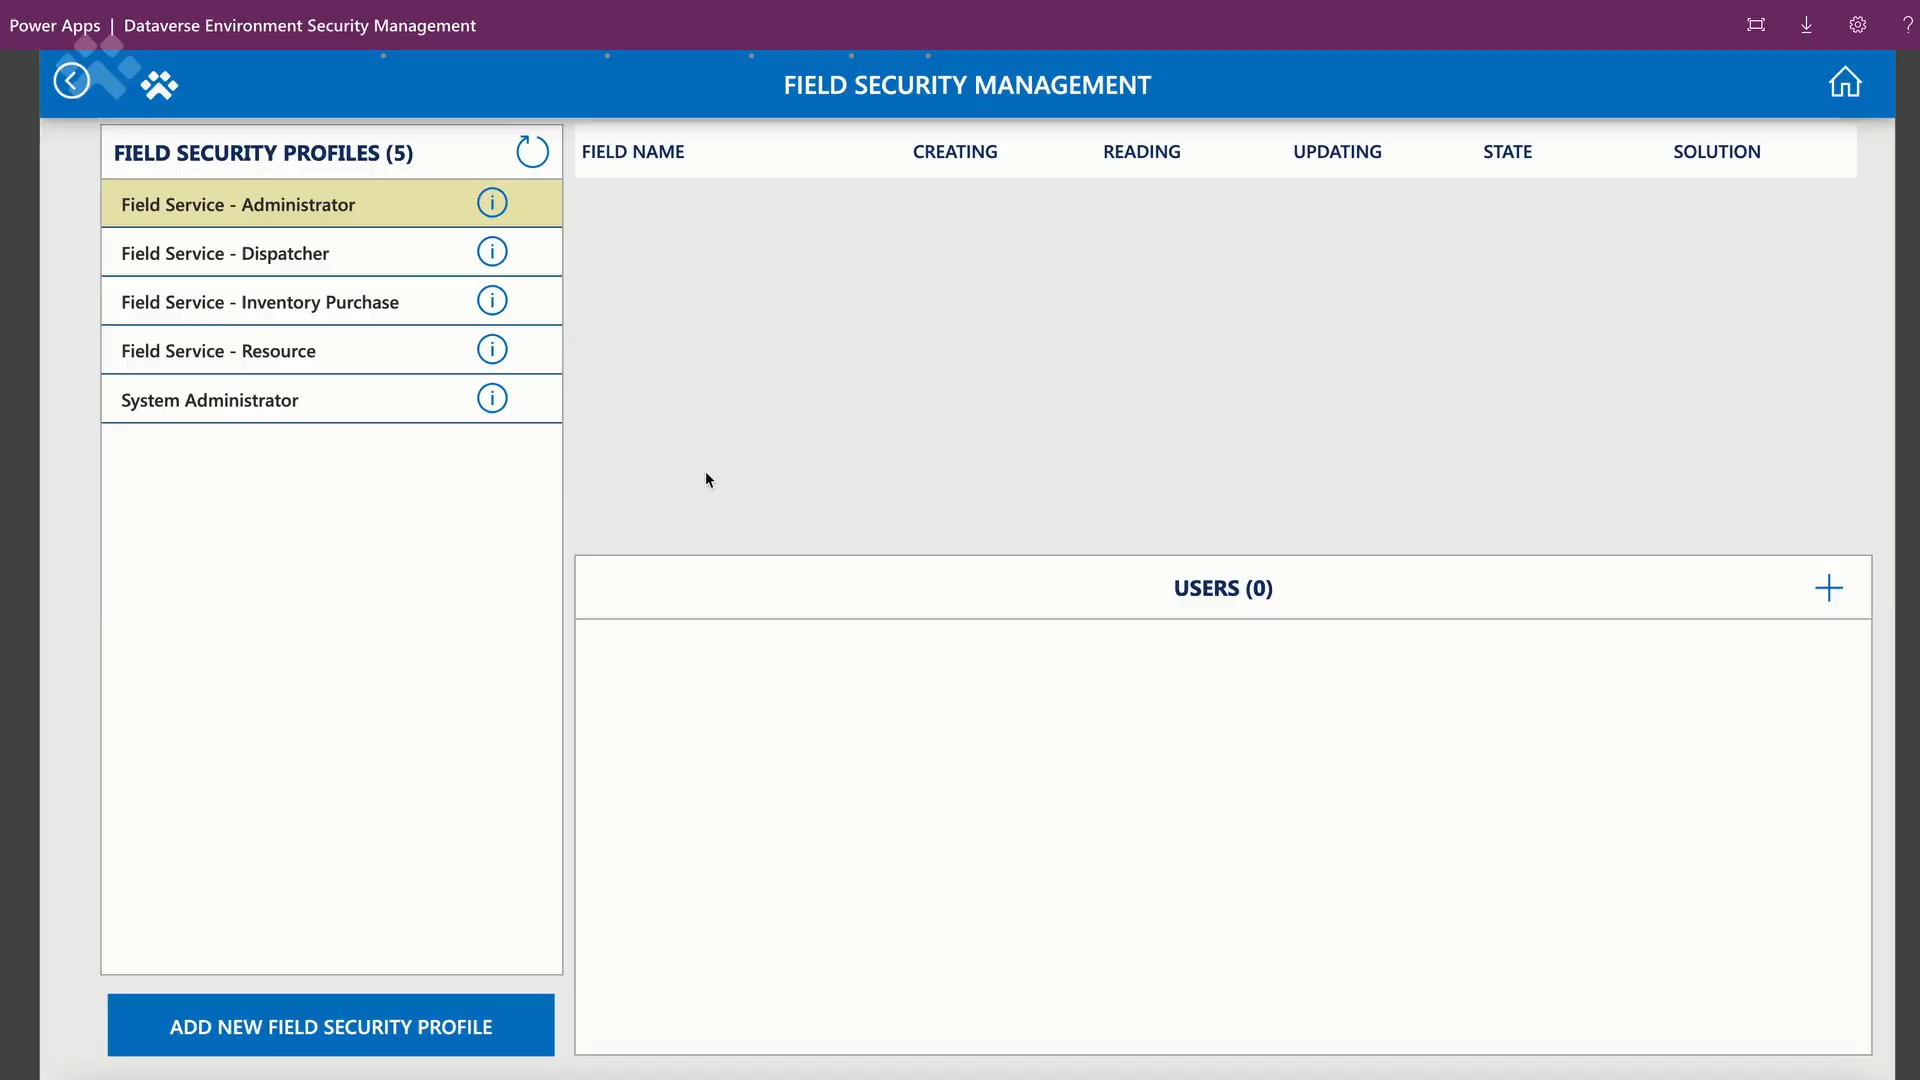 Power Apps | Dataverse Environment Security Management
?
FIELD SECURITY MANAGEMENT
FIELD SECURITY PROFILES (5)
Field Service - Administrator
Field Service - Dispatcher
Field Service - Inventory Purchase
Field Service - Resource
System Administrator
ADD NEW FIELD SECURITY PROFILE
FIELD NAME CREATING READING UPDATING STATE SOLUTION
USERS (0)